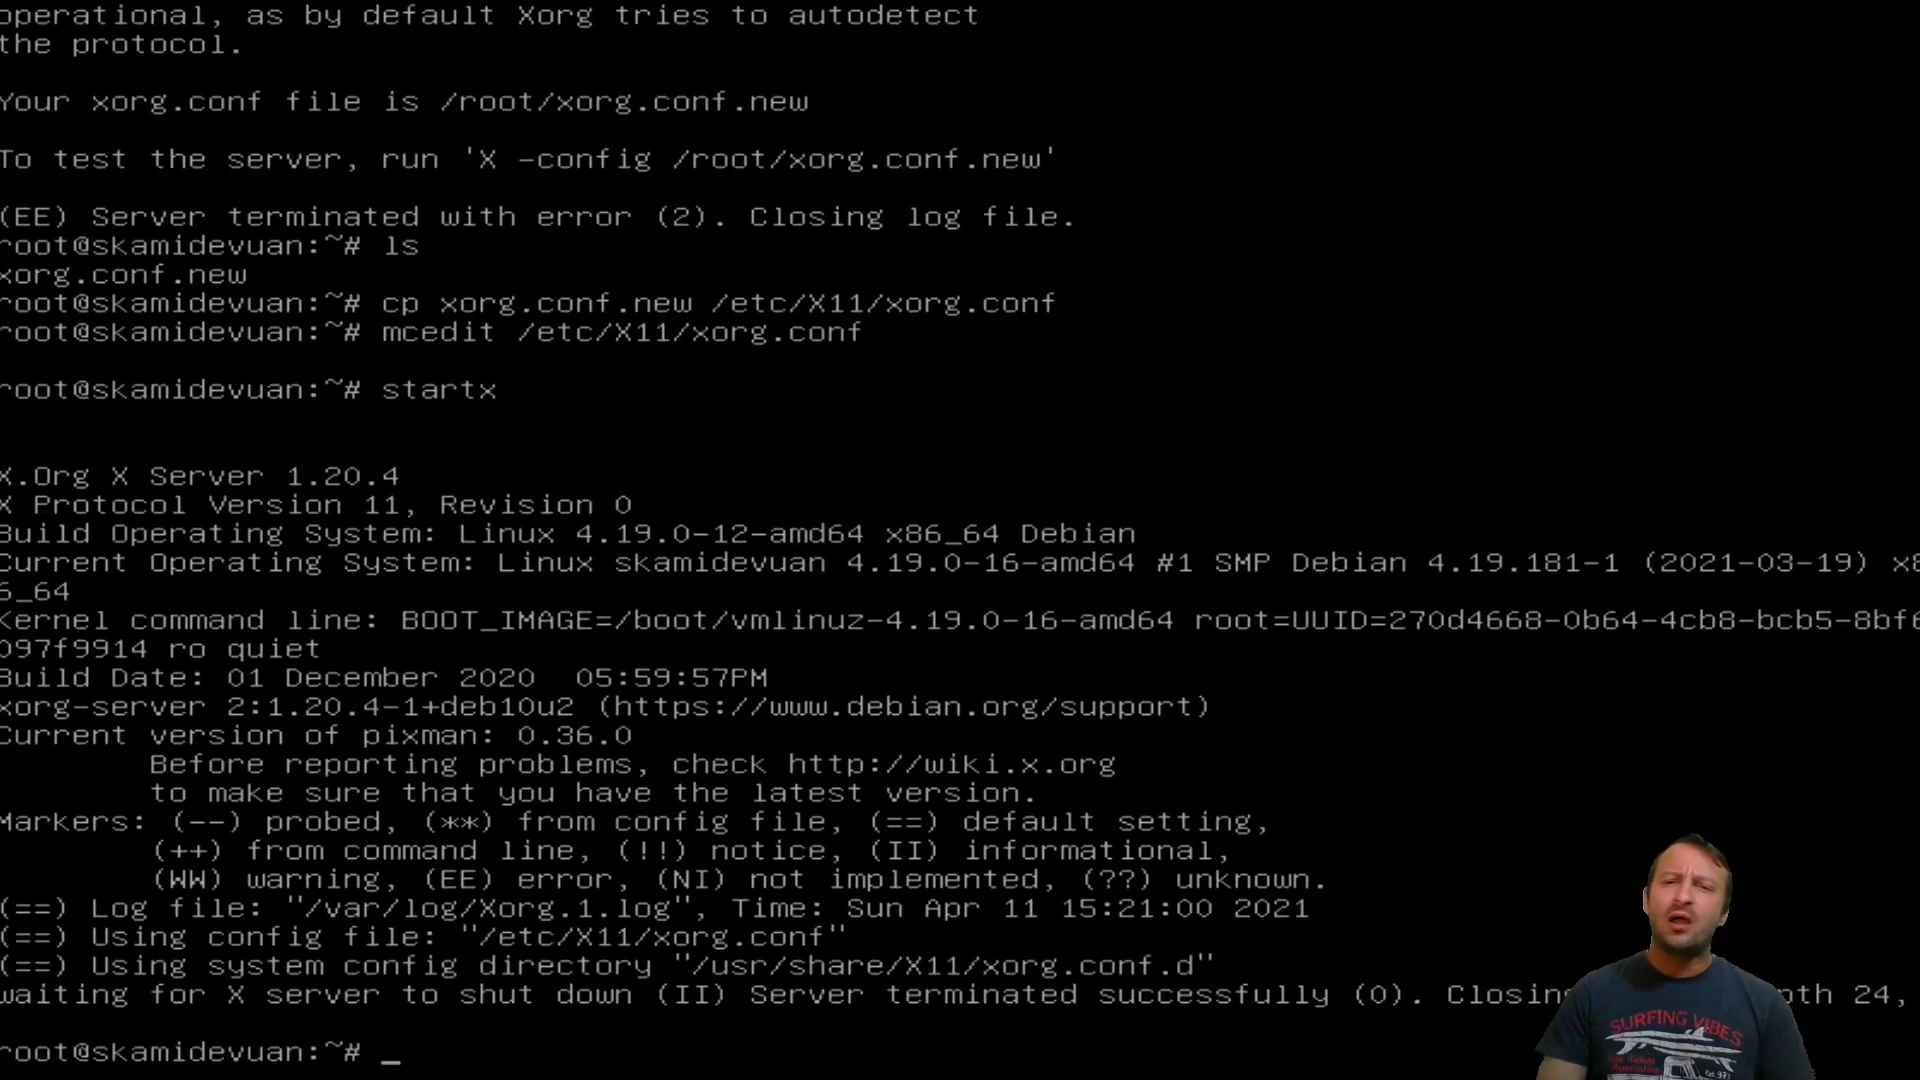 operational, as by default Xorg tries to autodetect
the protocol.
Your xorg.conf file is /root/xorg.conf.new
To test the server, run 'X -config /root/xorg.conf.new'
(EE) Server terminated with error (2). Closing log file.
root@skamidevuan:~# ls
xorg.conf.new
root@skamidevuan:~# cp xorg.conf.new /etc/X11/xorg.conf
root@skamidevuan:~# mcedit /etc/X11/xorg.conf
root@skamidevuan:~# startx
X.Org X Server 1.20.4
X Protocol Version 11, Revision 0
Build Operating System: Linux 4.19.0-12-amd64 x86_64 Debian
Current Operating System: Linux skamidevuan 4.19.0-16-amd64 #1 SMP Debian 4.19.181-1 (2021-03-19) x8
6_64
Kernel command line: BOOT_IMAGE=/boot/vmlinuz-4.19.0-16-amd64 root=UUID=270d4668-0b64-4cb8-bcb5-8bf6
097f9914 ro quiet
Build Date: 01 December 2020  05:59:57PM
xorg-server 2:1.20.4-1+deb10u2 (https://www.debian.org/support)
Current version of pixman: 0.36.0
Before reporting problems, check http://wiki.x.org
to make sure that you have the latest version.
Markers: (--) probed, (**) from config file, (==) default setting,
(++) from command line, (!!) notice, (II) informational,
(WW) warning, (EE) error, (NI) not implemented, (??) unknown.
(==) Log file: "/var/log/Xorg.1.log", Time: Sun Apr 11 15:21:00 2021
(==) Using config file: "/etc/X11/xorg.conf"
(==) Using system config directory "/usr/share/X11/xorg.conf.d"
waiting for X server to shut down (II) Server terminated successfully (0). Closin pth 24,
root@skamidevuan:~# _
SURFING VIBES